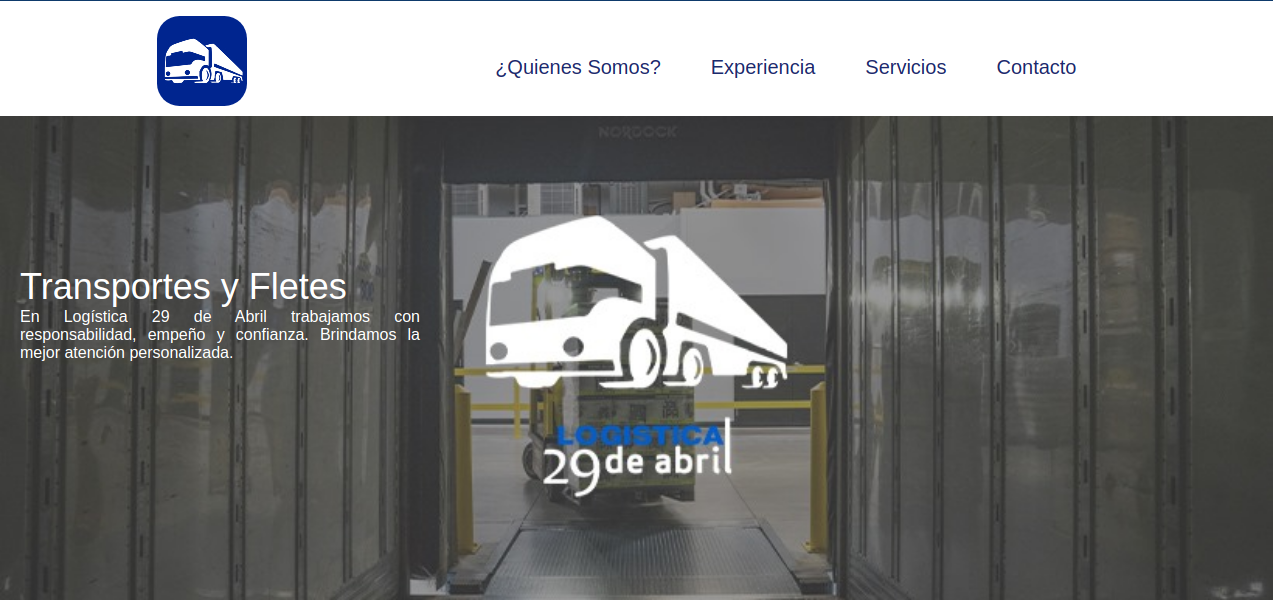 ¿Quienes Somos? Experiencia Servicios Contacto
NORDOCK
Transportes y Fletes
En Logística 29 de Abril trabajamos con
responsabilidad, empeño y confianza. Brindamos la
mejor atención personalizada.
LOGISTICA
29 de abril